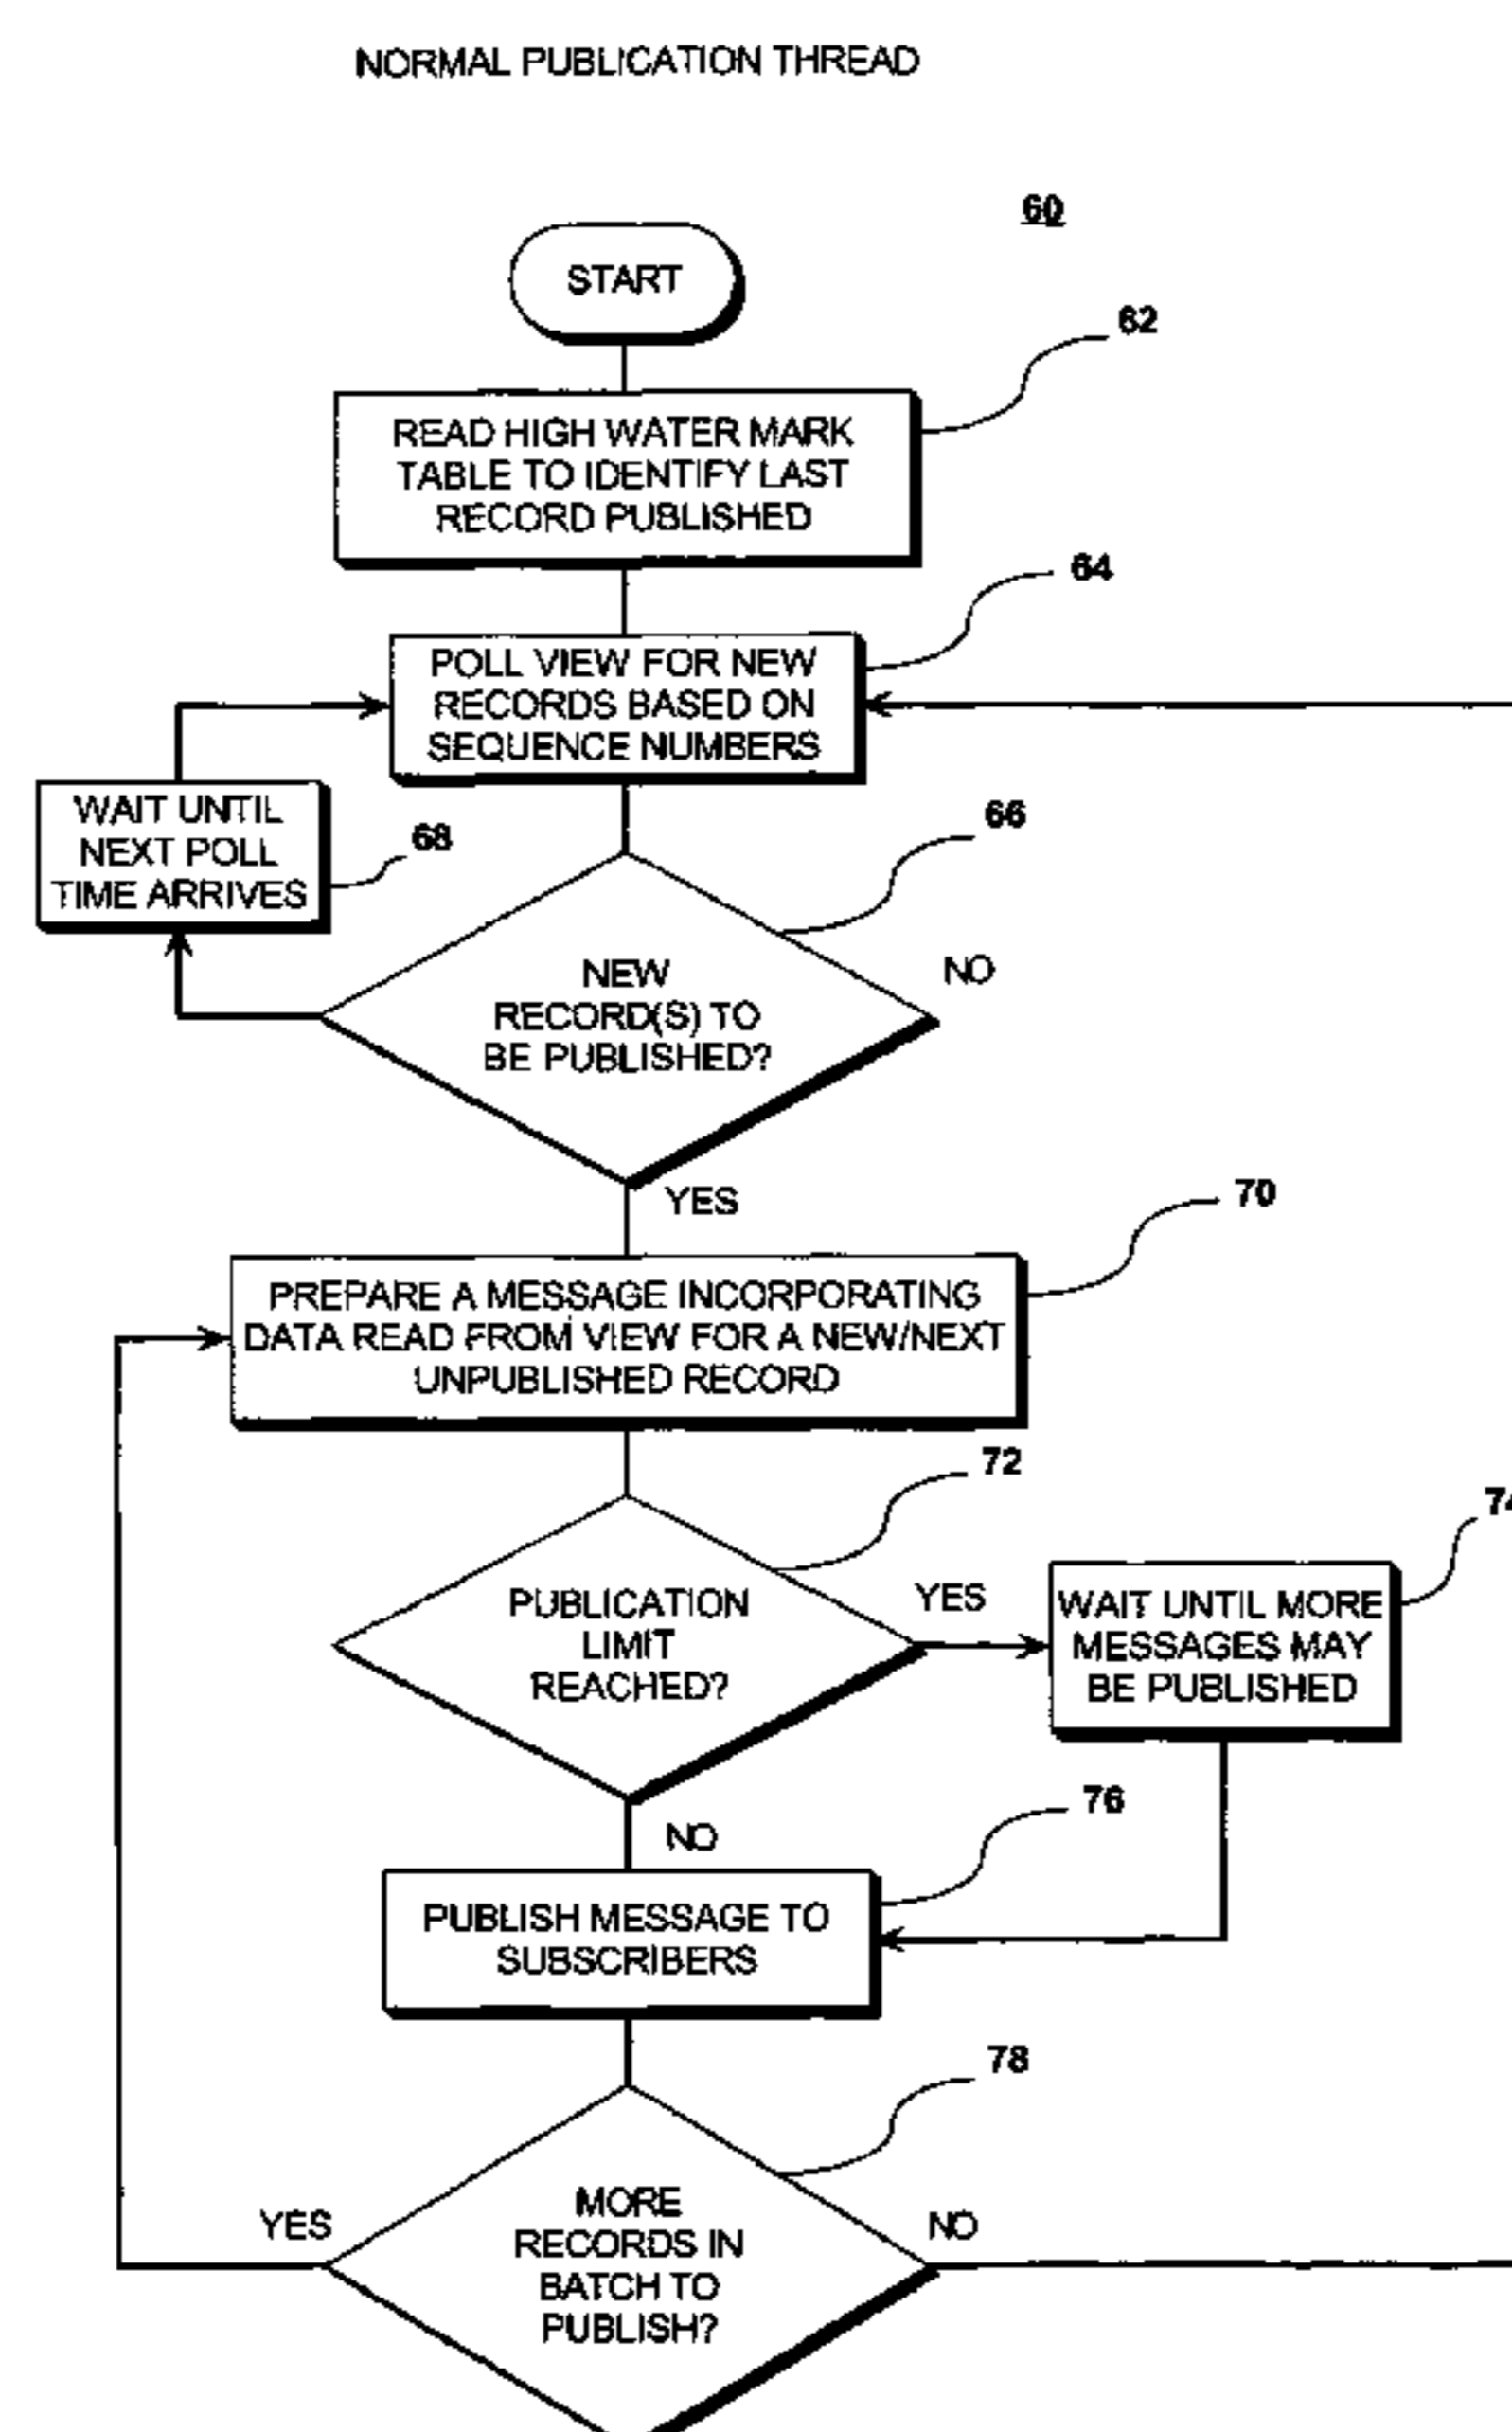 NORMAL PUBLICATION THREAD
60
START
62
READ HIGH WATER MARK
TABLE TO IDENTIFY LAST
RECORD PUBLISHED
64
POLL VIEW FOR NEW
RECORDS BASED ON
SEQUENCE NUMBERS
WAIT UNTIL
NEXT POLL
TIME ARRIVES
68
66
NEW
RECORD(S) TO
BE PUBLISHED?
NO
YES
70
PREPARE A MESSAGE INCORPORATING
DATA READ FROM VIEW FOR A NEW/NEXT
UNPUBLISHED RECORD
72
PUBLICATION
LIMIT
REACHED?
YES
74
WAIT UNTIL MORE
MESSAGES MAY
BE PUBLISHED
NO
76
PUBLISH MESSAGE TO
SUBSCRIBERS
78
YES
MORE
RECORDS IN
BATCH TO
PUBLISH?
NO